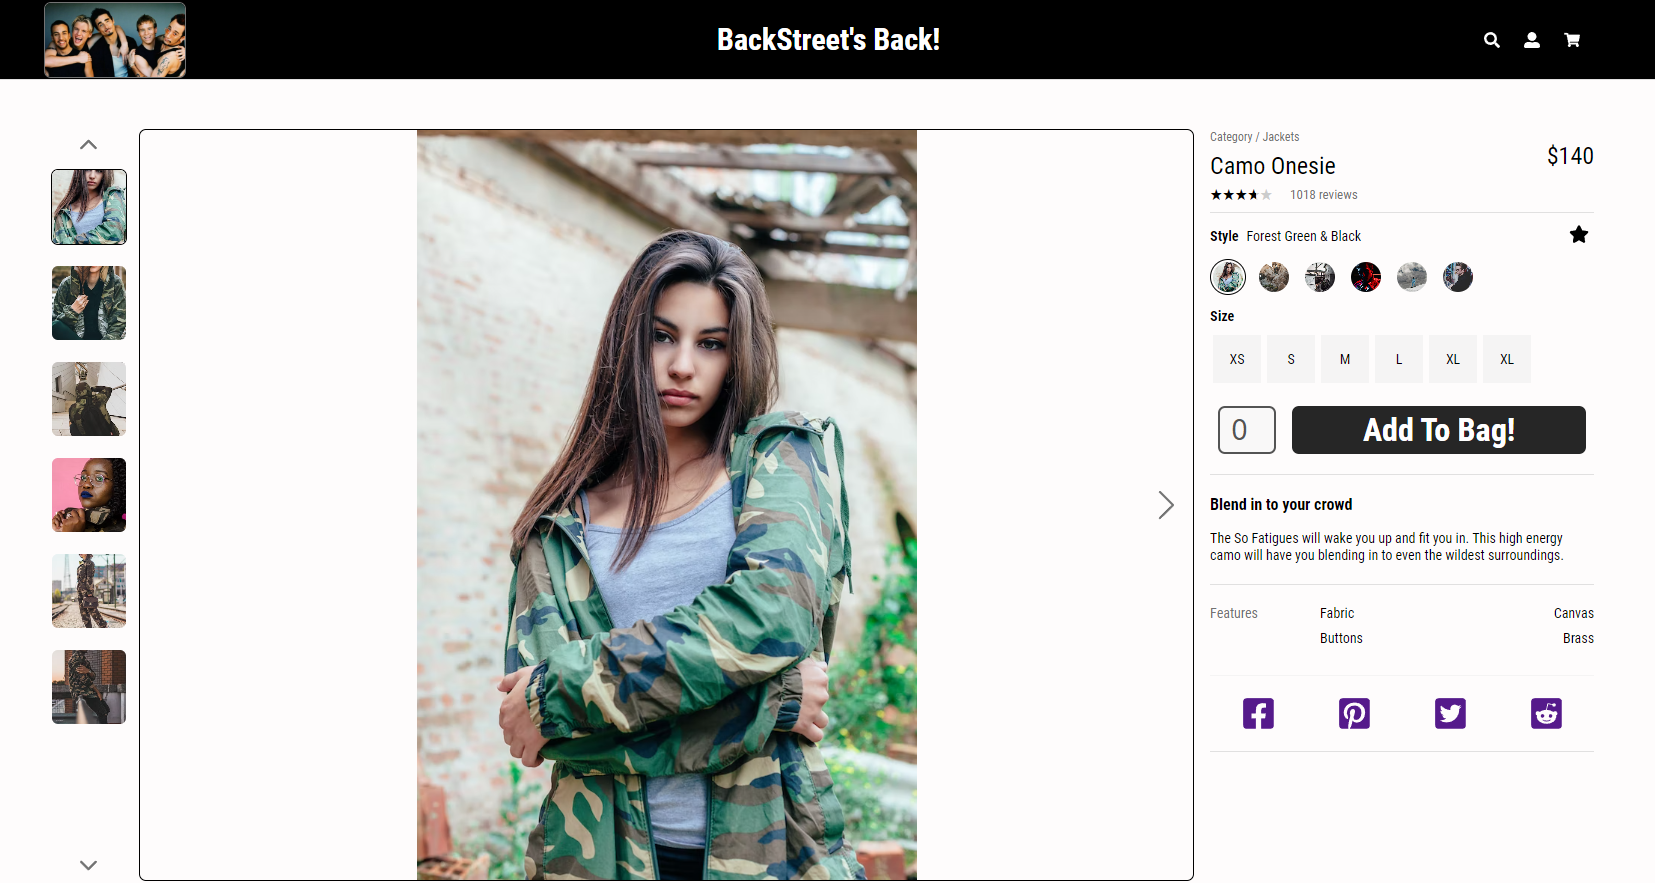 BackStreet's Back!
Category / Jackets
Camo Onesie
$140
1018 reviews
Style Forest Green & Black
Size
XS S M L XL XL
0 Add To Bag!
Blend in to your crowd
The So Fatigues will wake you up and fit you in. This high energy
camo will have you blending in to even the wildest surroundings.
Features Fabric Canvas
Buttons Brass